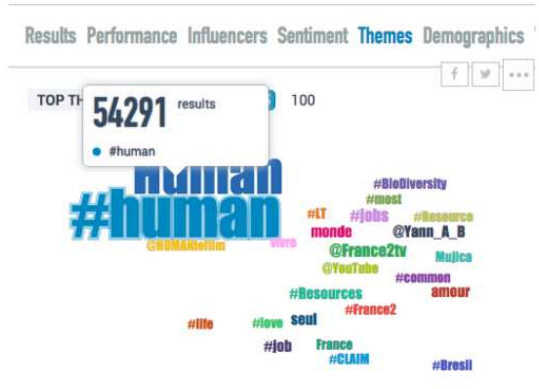 Results Performance Influencers Sentiment Themes Demographics
TOP TH
100
54291 results
#human
Human
#human
#BioDiversity
#most
#LT #jobs #Resource
monde @Yann_A_B
@HUMANlefilm vivre @France2tv Mujica
@YouTube
#common
#Resources amour
#France2
#life #love seul
#job France
#CLAIM
#Bresil